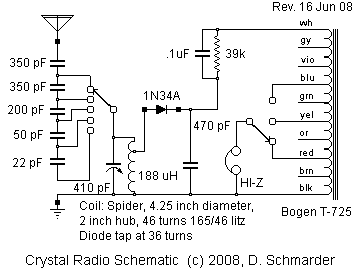 Rev. 16 Jun 08
wh
gy
.1uF
39k
vio
350 pF
blu
350 pF
1N34A
grn
200 pF
470 pF
yel
50 pF
or
red
22 pF
brn
410 pF
188 uH
HI-Z
blk
Coil: Spider, 4.25 inch diameter,
2 inch hub, 46 turns 165/46 litz
Diode tap at 36 turns
Bogen T-725
Crystal Radio Schematic (c) 2008, D. Schmarder